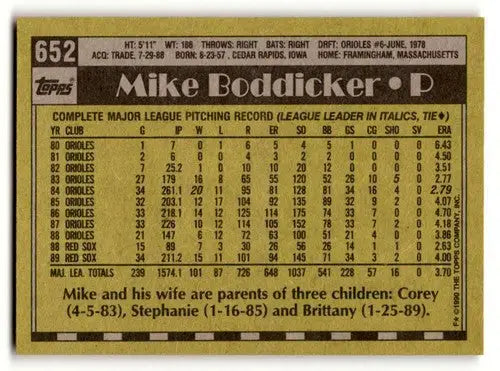 652
HT: 5'11" WT: 186 THROWS: RIGHT BATS: RIGHT DRFT: ORIOLES #6-JUNE, 1978
ACQ: TRADE, 7-29-88 BORN: 8-23-57, CEDAR RAPIDS, IOWA HOME: FRAMINGHAM, MASSACHUSETTS
Topps Mike Boddicker • P
COMPLETE MAJOR LEAGUE PITCHING RECORD (LEAGUE LEADER IN ITALICS, TIE♦)
YR CLUB G IP W L R ER SO BB GS CG SHO SV ERA
80 ORIOLES 1 7 0 1 6 5 4 5 1 0 0 0 6.43
81 ORIOLES 2 6 0 0 4 3 2 2 0 0 0 0 4.50
82 ORIOLES 7 25.2 1 0 10 10 20 12 0 0 0 0 3.51
83 ORIOLES 27 179 16 8 65 55 120 52 26 10 5 0 2.77
84 ORIOLES 34 261.1 20 11 95 81 128 81 34 16 4 0 2.79
85 ORIOLES 32 203.1 12 17 104 92 135 89 32 9 2 0 4.07
86 ORIOLES 33 218.1 14 12 125 114 175 74 33 7 0 0 4.70
87 ORIOLES 33 226 10 12 114 105 152 78 33 7 2 0 4.18
88 ORIOLES 21 147 6 12 72 63 100 51 21 4 0 0 3.86
88 RED SOX 15 89 7 3 30 26 56 26 14 1 1 0 2.63
89 RED SOX 34 211.2 15 11 101 94 145 71 34 3 2 0 4.00
MAJ. LEA. TOTALS 239 1574.1 101 87 726 648 1037 541 228 57 16 0 3.70
Mike and his wife are parents of three children: Corey
(4-5-83), Stephanie (1-16-85) and Brittany (1-25-89).
F★ ©1990 THE TOPPS COMPANY, INC.